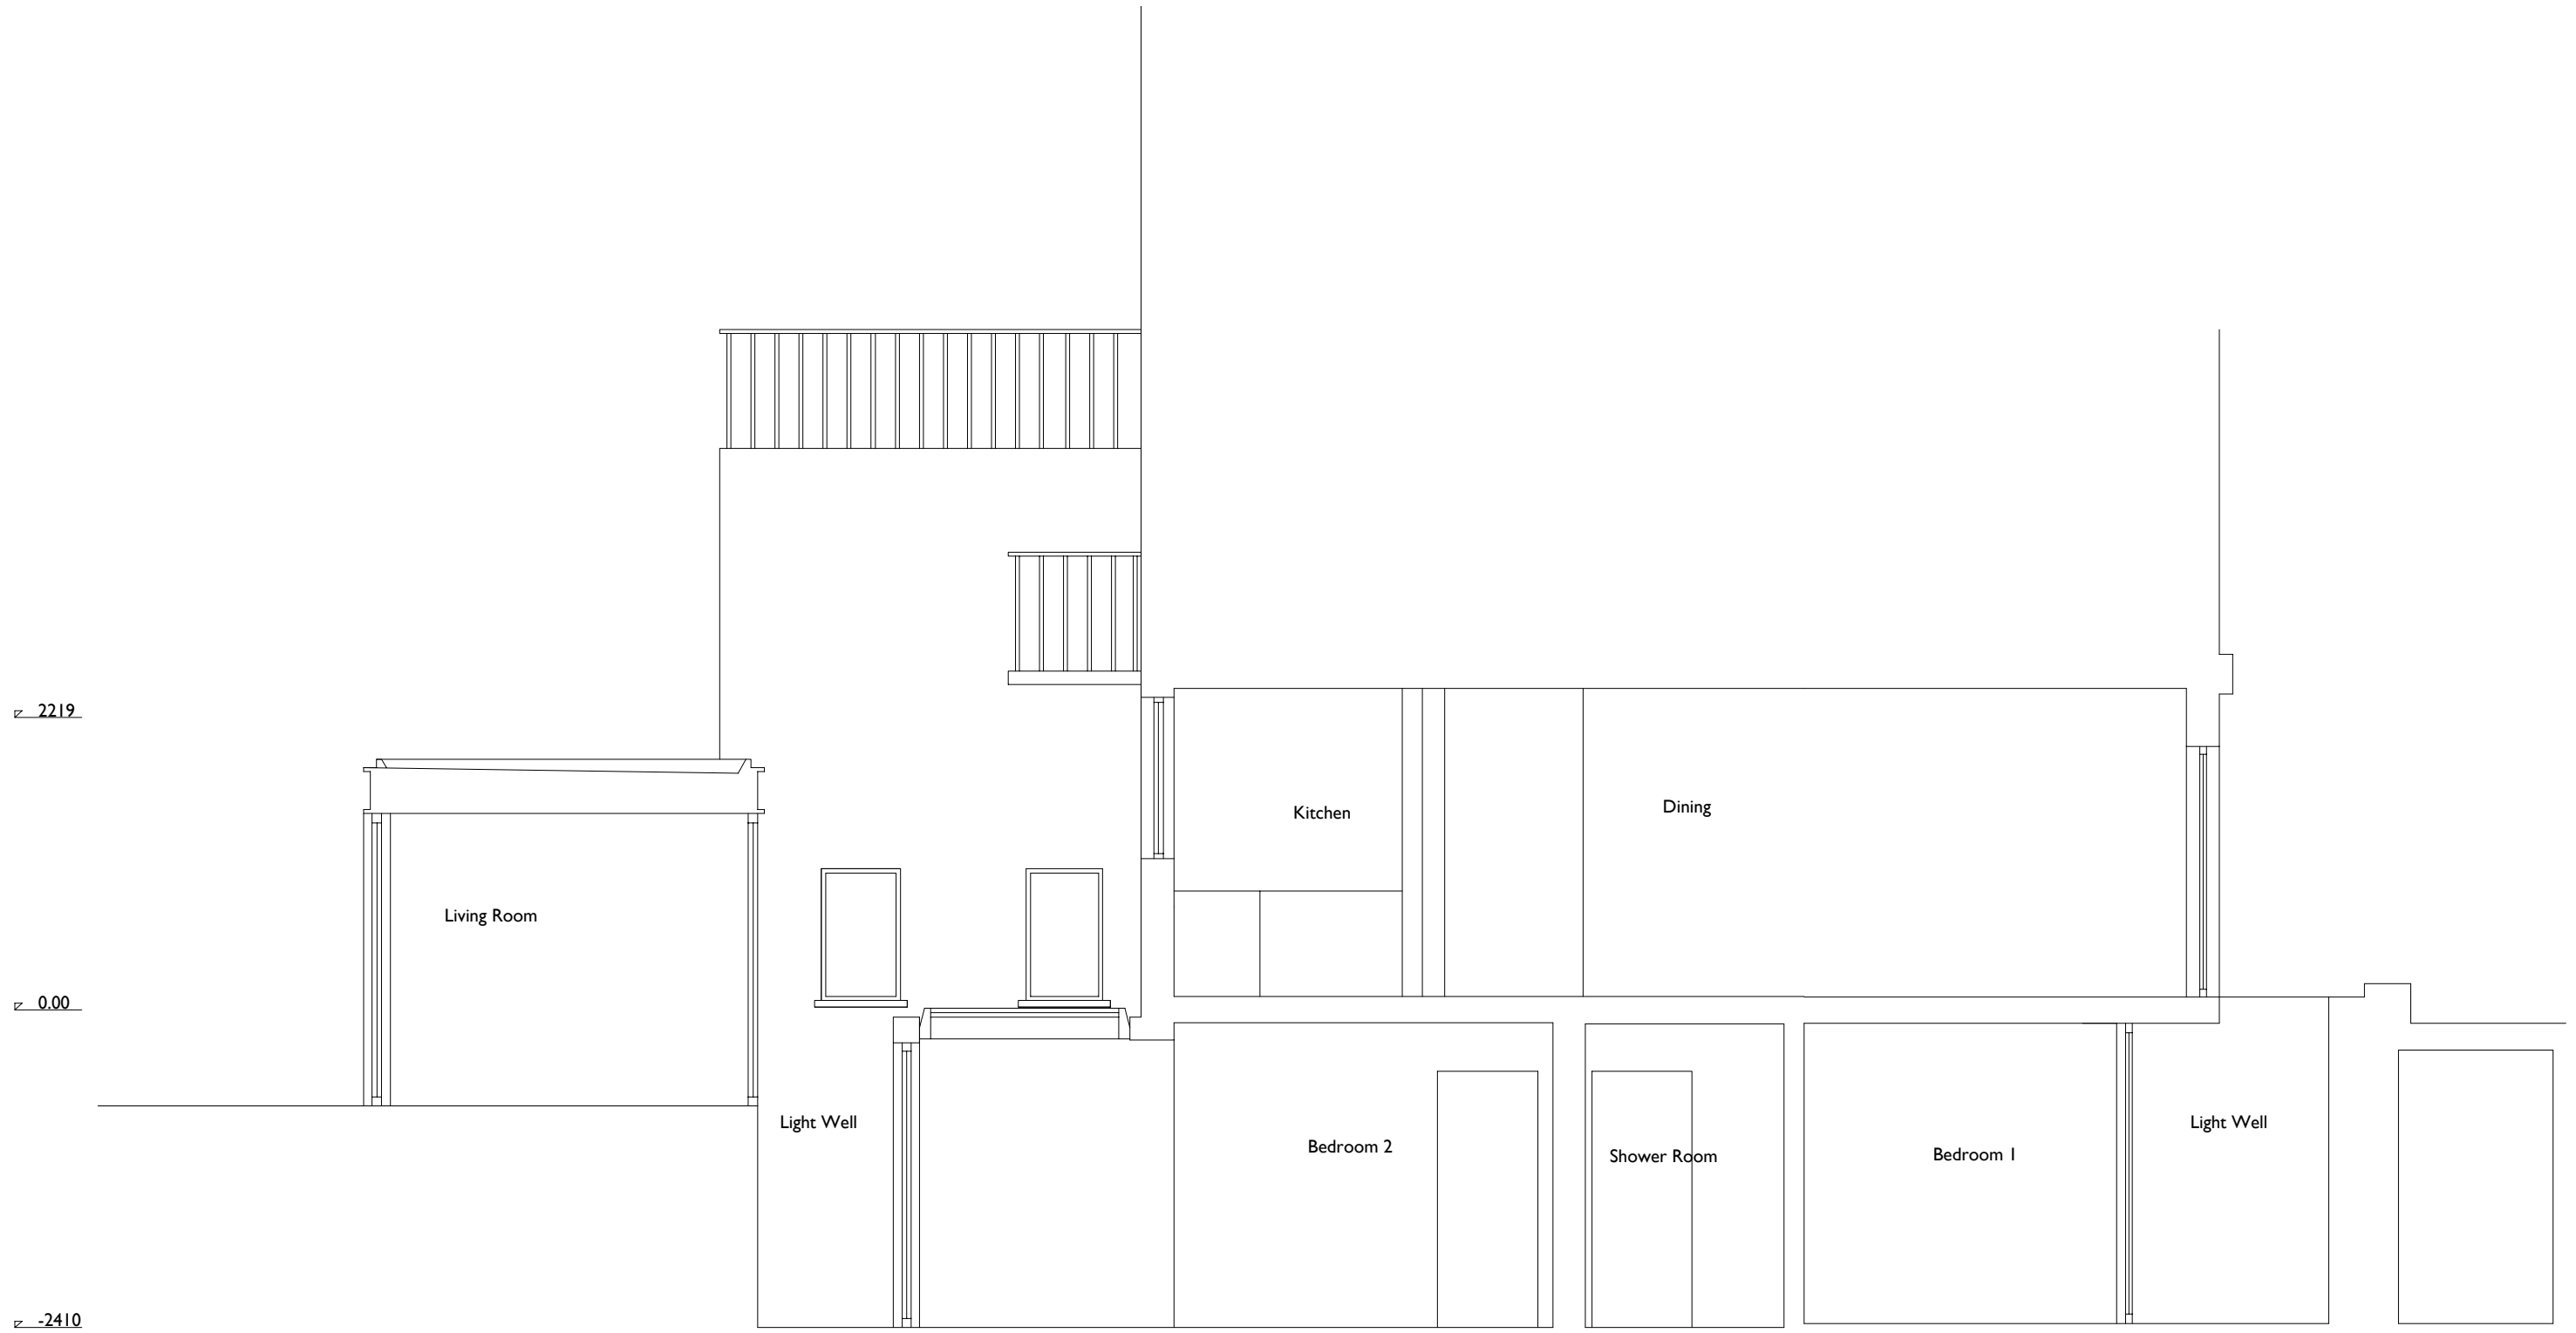 2219
Kitchen
Dining
Living Room
0.00
Light Well
Bedroom 2
Shower Room
Bedroom 1
Light Well
-2410